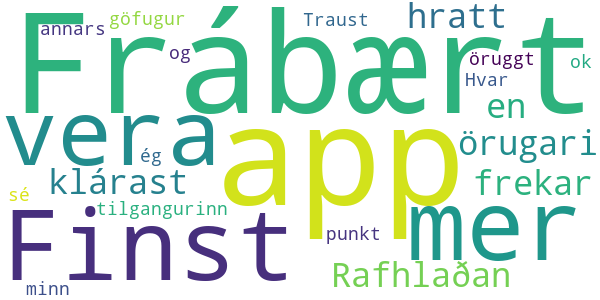 annars göfugur Traust hratt
Frábært
og öruggt ok
Hvar
en
vera app örugari
ég
klárast frekar
sé tilgangurinn
Finst mer
punkt
Rafhlaðan
minn